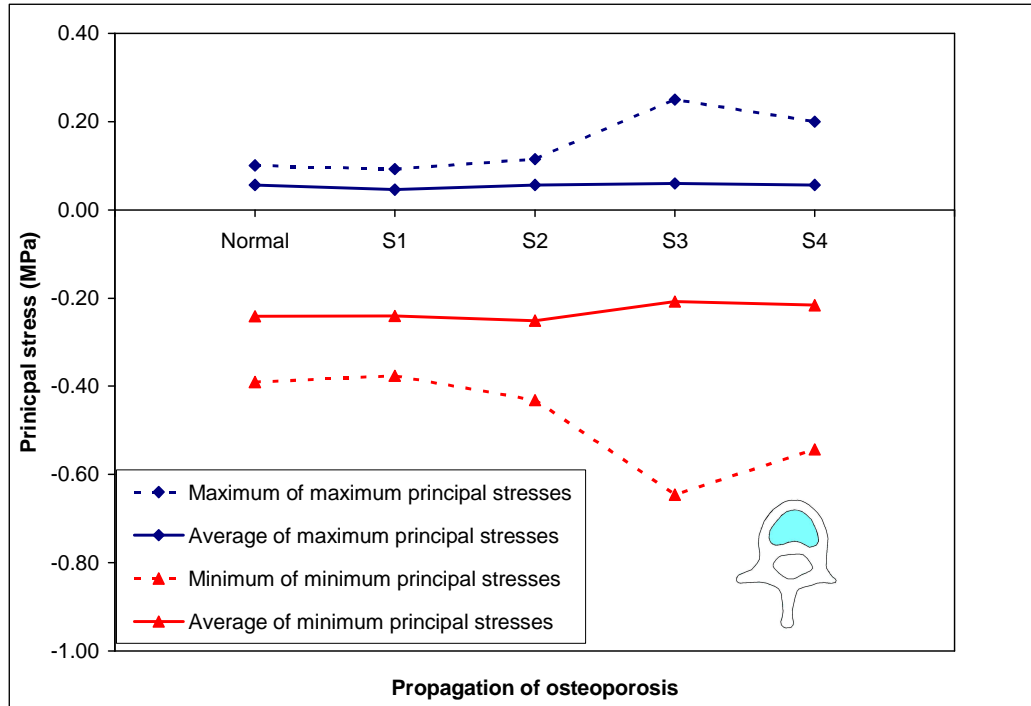 0.40
0.20
0.00
-0.20
-0.40
-0.60
-0.80
-1.00
Prinicpal stress (MPa)
Normal S1 S2 S3 S4
Maximum of maximum principal stresses
Average of maximum principal stresses
Minimum of minimum principal stresses
Average of minimum principal stresses
Propagation of osteoporosis